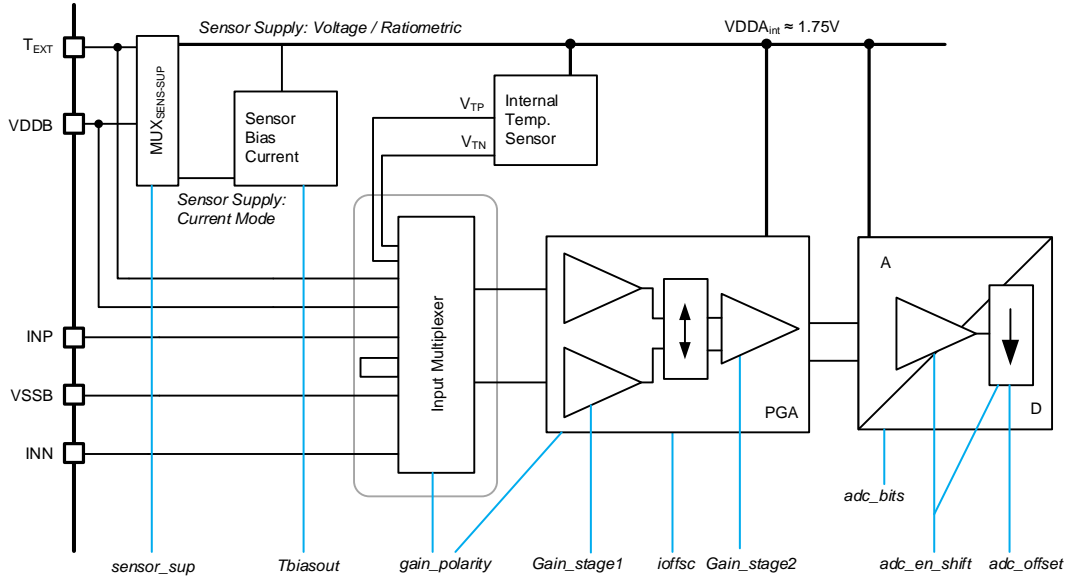 Sensor Supply: Voltage / Ratiometric
VDDAint ≈ 1.75V
TEXT
VDDB
MUXSENS-SUP
Sensor
Bias
Current
VTP
VTN
Internal
Temp.
Sensor
Sensor Supply:
Current Mode
INP
VSSB
INN
Input Multiplexer
PGA
A
D
adc_bits
sensor_sup
Tbiasout
gain_polarity
Gain_stage1
ioffsc
Gain_stage2
adc_en_shift
adc_offset